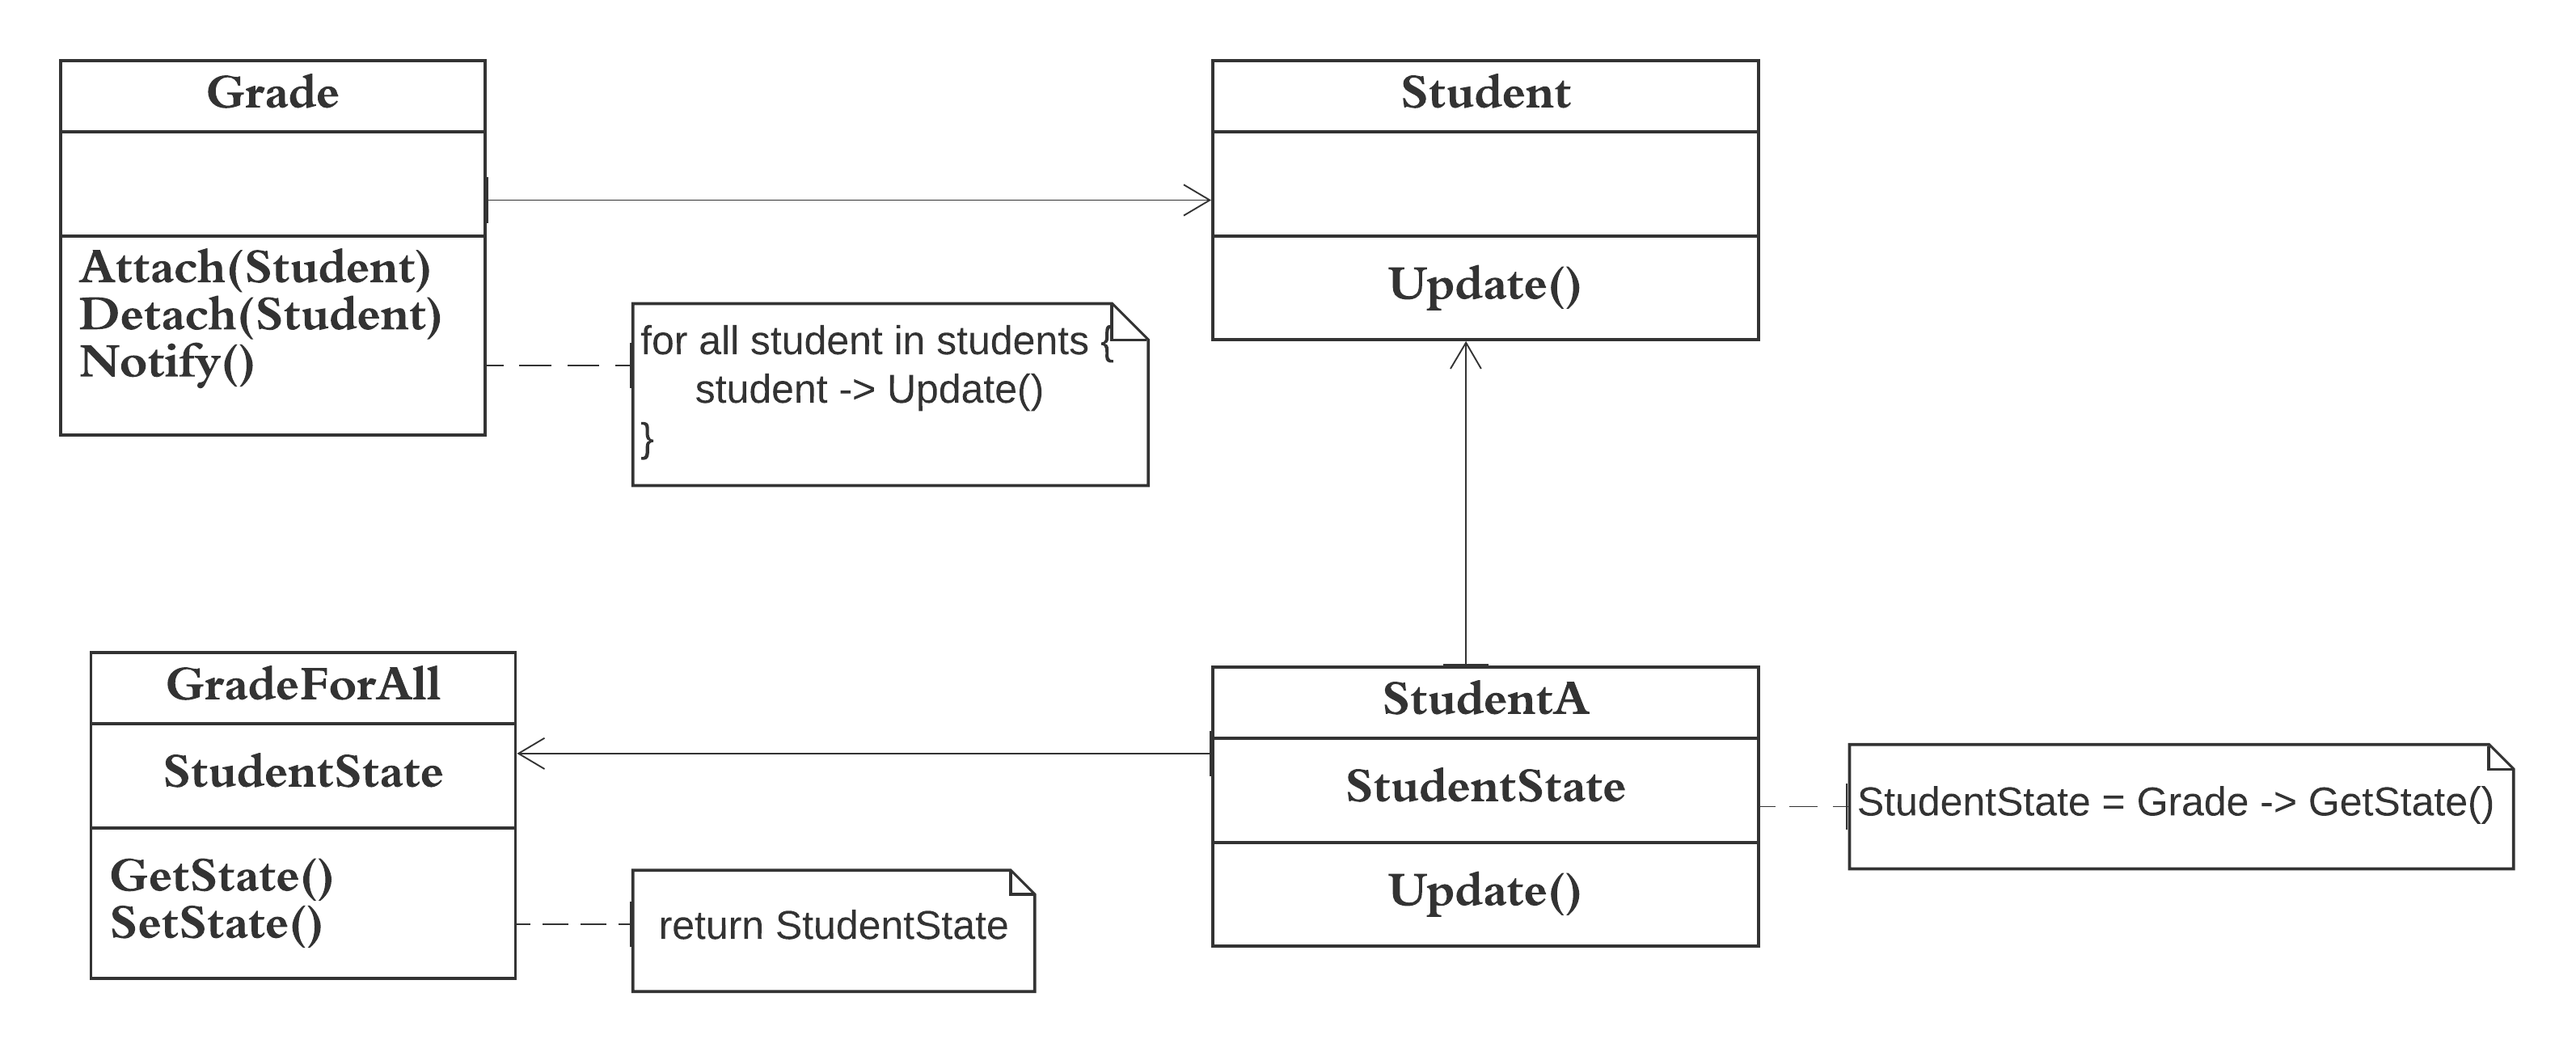 Grade
Attach(Student)
Detach(Student)
Notify()
for all student in students {
student -> Update()
}
Student
Update()
GradeForAll
StudentState
GetState()
SetState()
return StudentState
StudentA
StudentState
Update()
StudentState = Grade -> GetState()